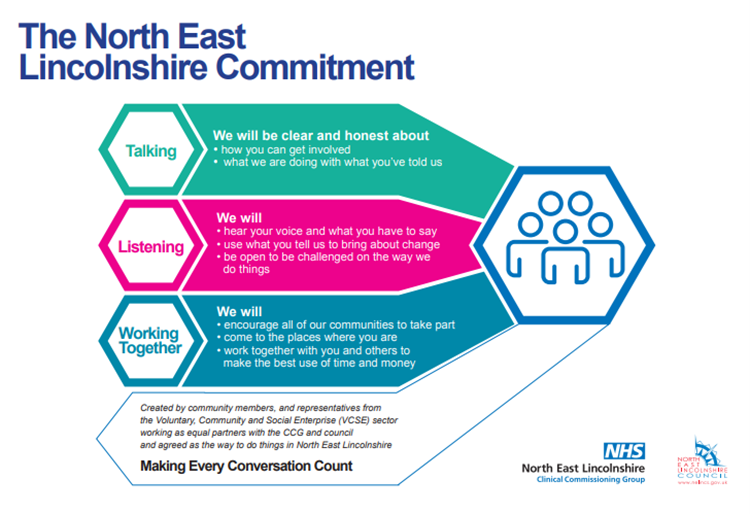 The North East
Lincolnshire Commitment
Talking
We will be clear and honest about
• how you can get involved
• what we are doing with what you've told us
Listening
We will
• hear your voice and what you have to say
• use what you tell us to bring about change
• be open to be challenged on the way we
do things
Working
Together
We will
• encourage all of our communities to take part
• come to the places where you are
• work together with you and others to
make the best use of time and money
Created by community members, and representatives from
the Voluntary, Community and Social Enterprise (VCSE) sector
working as equal partners with the CCG and council
and agreed as the way to do things in North East Lincolnshire
Making Every Conversation Count
NHS
North East Lincolnshire
Clinical Commissioning Group
NORTH
EAST
LINCOLNSHIRE
COUNCIL
www.nelincs.gov.uk